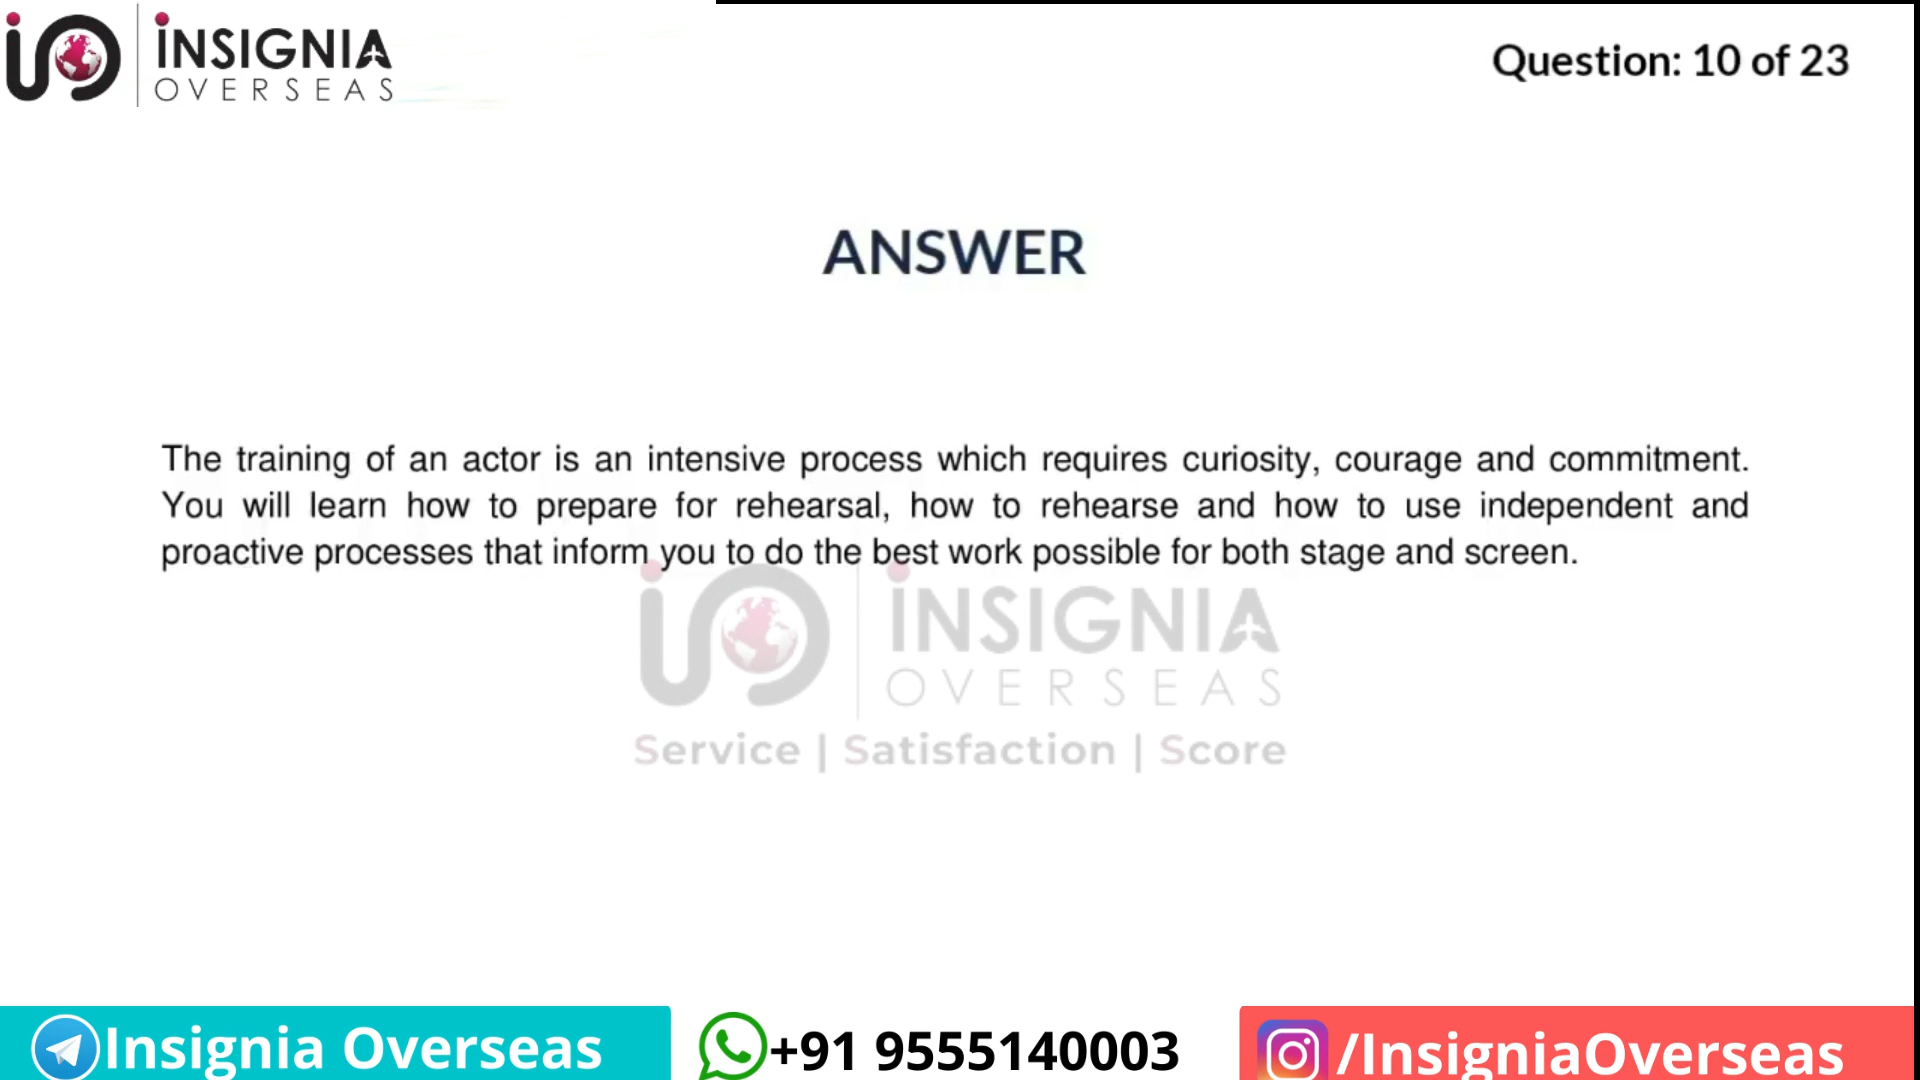 INSIGNIA
OVERSEAS
Question: 10 of 23
ANSWER
The training of an actor is an intensive process which requires curiosity, courage and commitment.
You will learn how to prepare for rehearsal, how to rehearse and how to use independent and
proactive processes that inform you to do the best work possible for both stage and screen.
INSIGNIA
OVERSEAS
Service | Satisfaction | Score
Insignia Overseas
+91 9555140003
/InsigniaOverseas